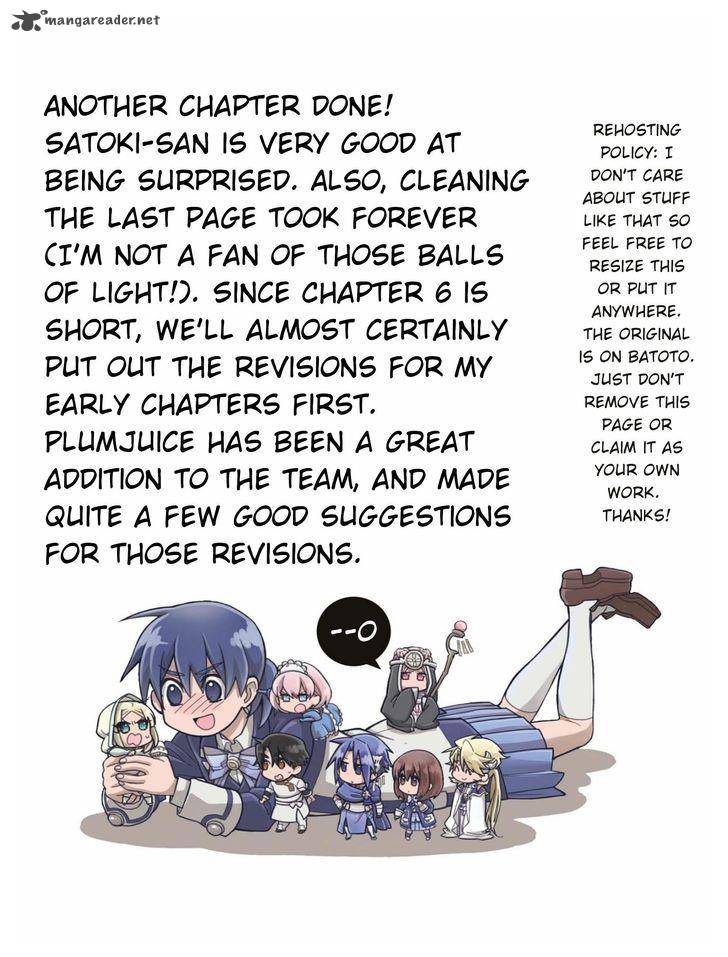 mangareader.net
ANOTHER CHAPTER DONE!
SATOKI-SAN IS VERY GOOD AT
BEING SURPRISED. ALSO, CLEANING
THE LAST PAGE TOOK FOREVER
(I'M NOT A FAN OF THOSE BALLS
OF LIGHT!). SINCE CHAPTER 6 IS
SHORT, WE'LL ALMOST CERTAINLY
PUT OUT THE REVISIONS FOR MY
EARLY CHAPTERS FIRST.
PLUMJUICE HAS BEEN A GREAT
ADDITION TO THE TEAM, AND MADE
QUITE A FEW GOOD SUGGESTIONS
FOR THOSE REVISIONS.
REHOSTING
POLICY: I
DON'T CARE
ABOUT STUFF
LIKE THAT SO
FEEL FREE TO
RESIZE THIS
OR PUT IT
ANYWHERE.
THE ORIGINAL
IS ON BATOTO.
JUST DON'T
REMOVE THIS
PAGE OR
CLAIM IT AS
YOUR OWN
WORK.
THANKS!
--O